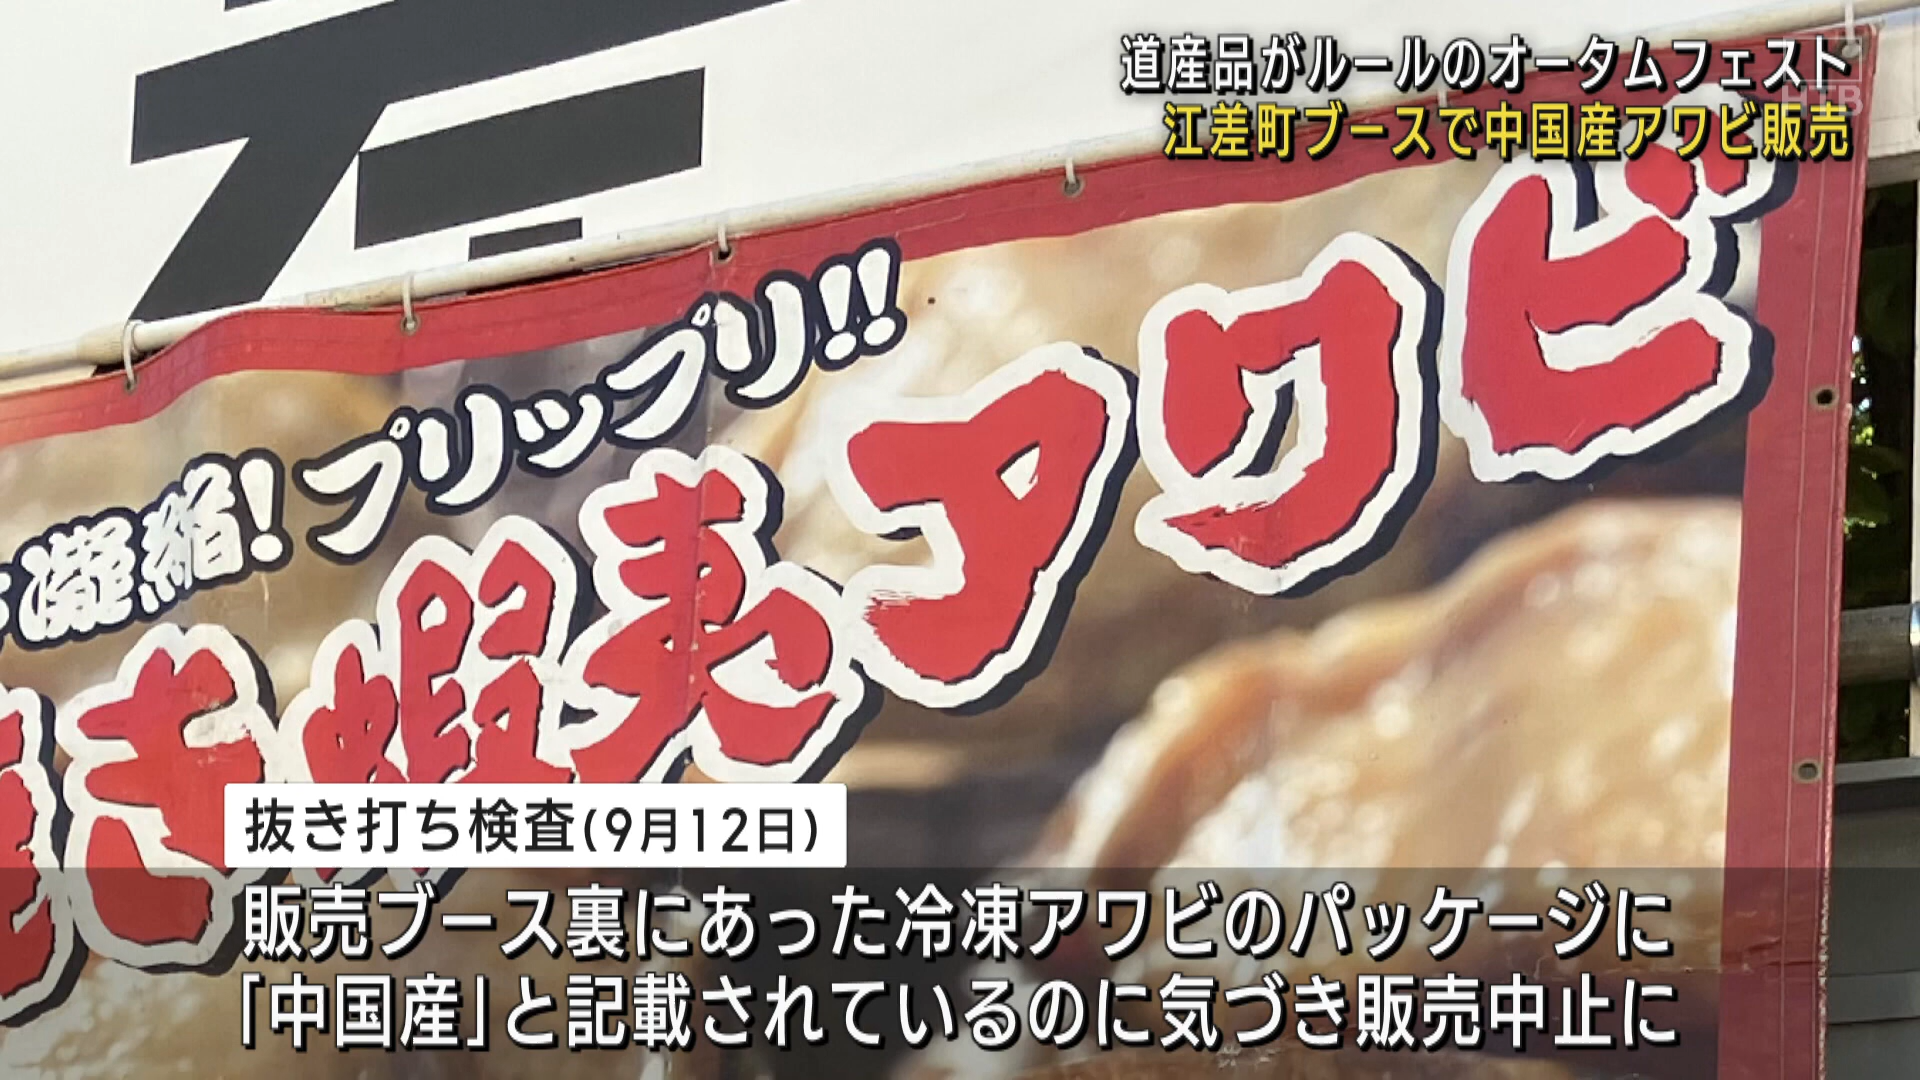 道産品がルールのオータムフェスト
HTB
江差町ブースで中国産アワビ販売
凝縮!プリップリ!!
き蝦夷アワビ
抜き打ち検査(9月12日)
販売ブース裏にあった冷凍アワビのパッケージに
「中国産」と記載されているのに気づき販売中止に